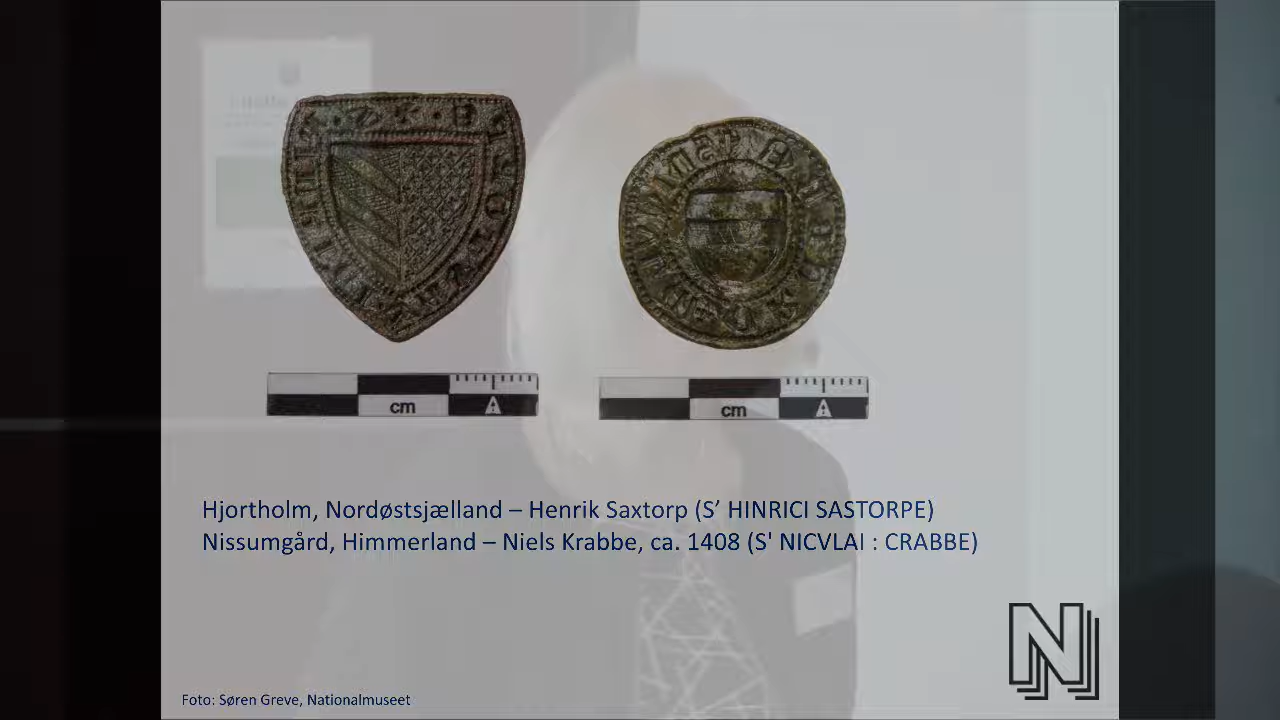 cm
cm
Hjortholm, Nordøstsjælland – Henrik Saxtorp (S’ HINRICI SASTORPE)
Nissumgård, Himmerland – Niels Krabbe, ca. 1408 (S' NICVLAI : CRABBE)
N
Foto: Søren Greve, Nationalmuseet